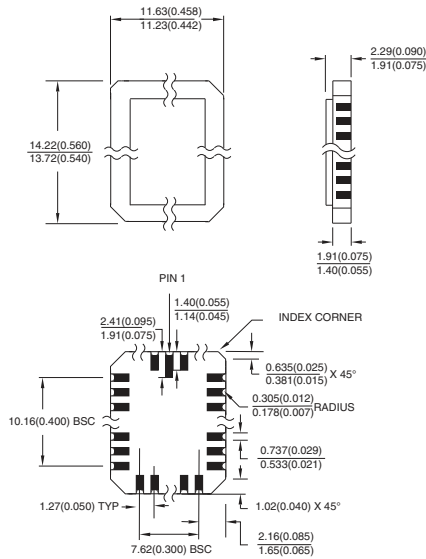 11.63(0.458)
11.23(0.442)
2.29(0.090)
1.91(0.075)
14.22(0.560)
13.72(0.540)
1.91(0.075)
1.40(0.055)
PIN 1
1.40(0.055)
1.14(0.045)
INDEX CORNER
2.41(0.095)
1.91(0.075)
0.635(0.025)
0.381(0.015) X 45°
0.305(0.012)
0.178(0.007) RADIUS
10.16(0.400) BSC
0.737(0.029)
0.533(0.021)
1.27(0.050) TYP
1.02(0.040) X 45°
7.62(0.300) BSC
2.16(0.085)
1.65(0.065)